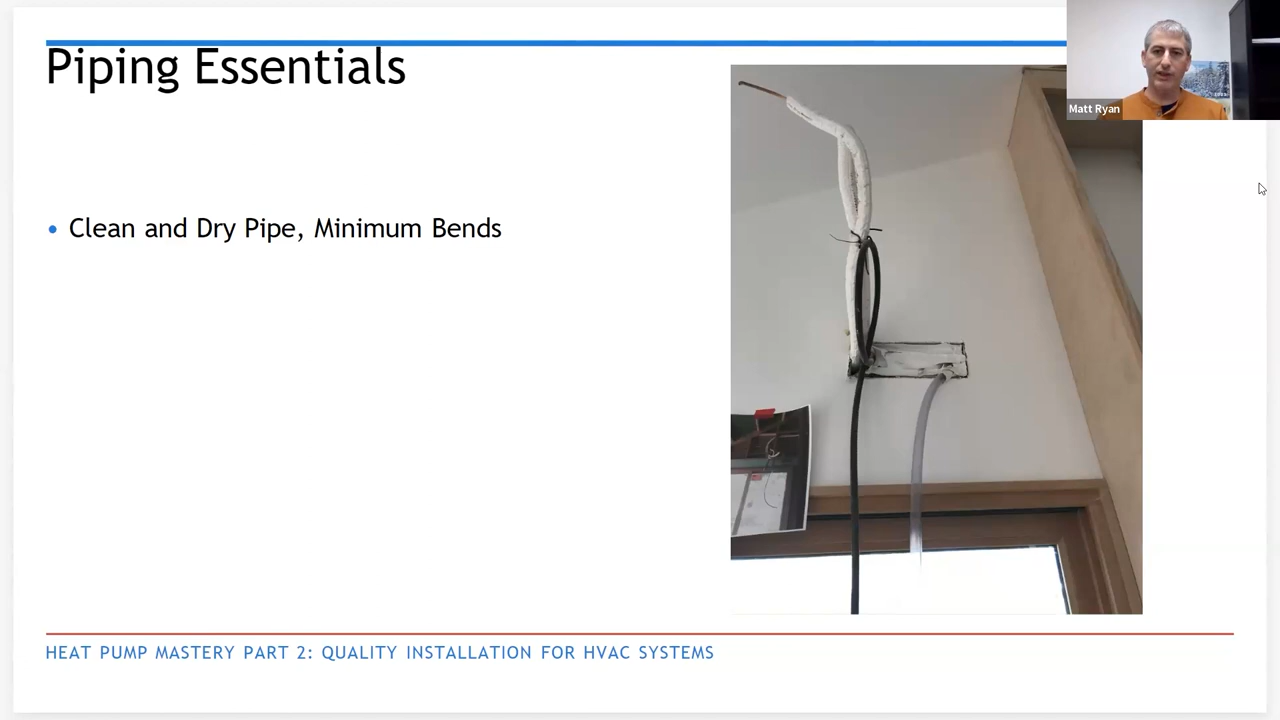 Piping Essentials
Matt Ryan
• Clean and Dry Pipe, Minimum Bends
HEAT PUMP MASTERY PART 2: QUALITY INSTALLATION FOR HVAC SYSTEMS